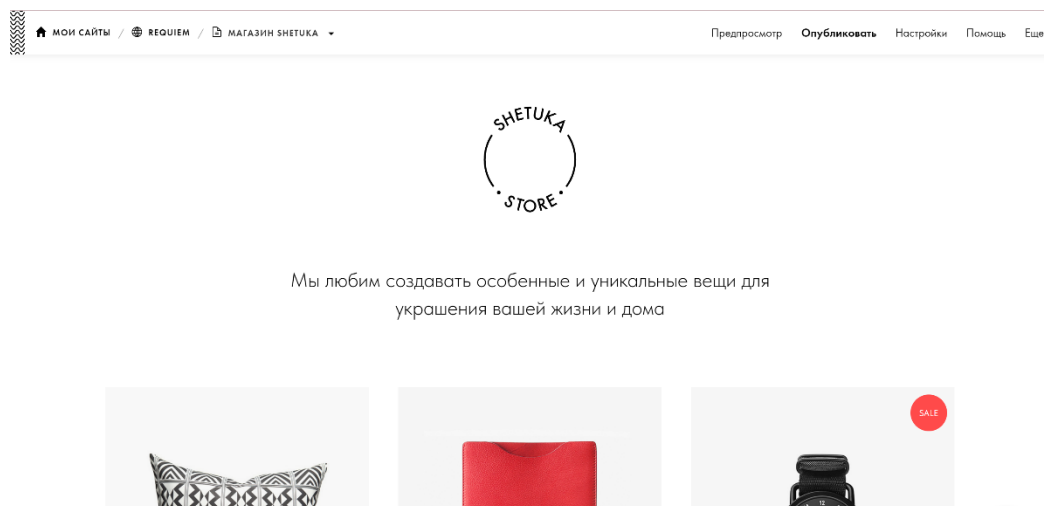 МОИ САЙТЫ / REQUIEM / МАГАЗИН SHETUKA
Предпросмотр Опубликовать Настройки Помощь Еще
SHETUKA
STORE
Мы любим создавать особенные и уникальные вещи для
украшения вашей жизни и дома
SALE
12